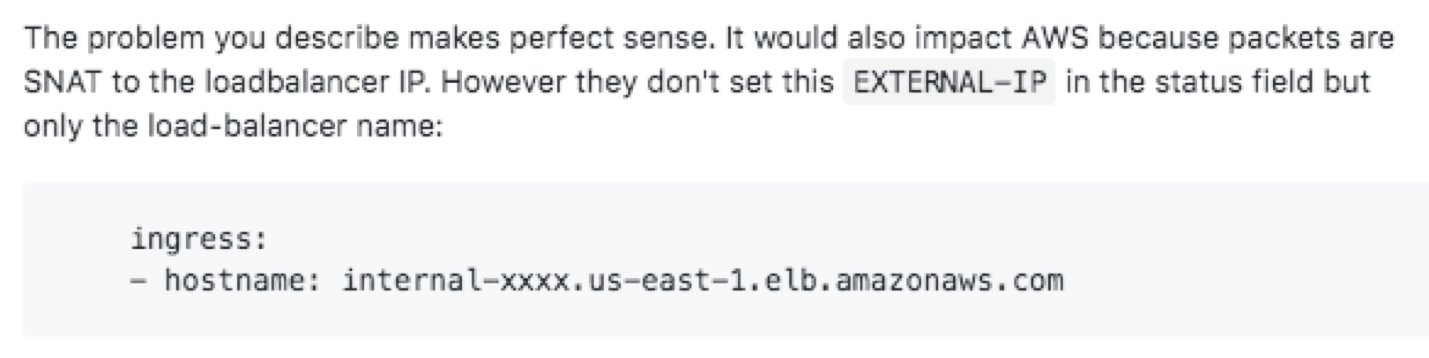 The problem you describe makes perfect sense. It would also impact AWS because packets are
SNAT to the loadbalancer IP. However they don't set this EXTERNAL-IP in the status field but
only the load-balancer name:
ingress:
- hostname: internal-xxxx.us-east-1.elb.amazonaws.com